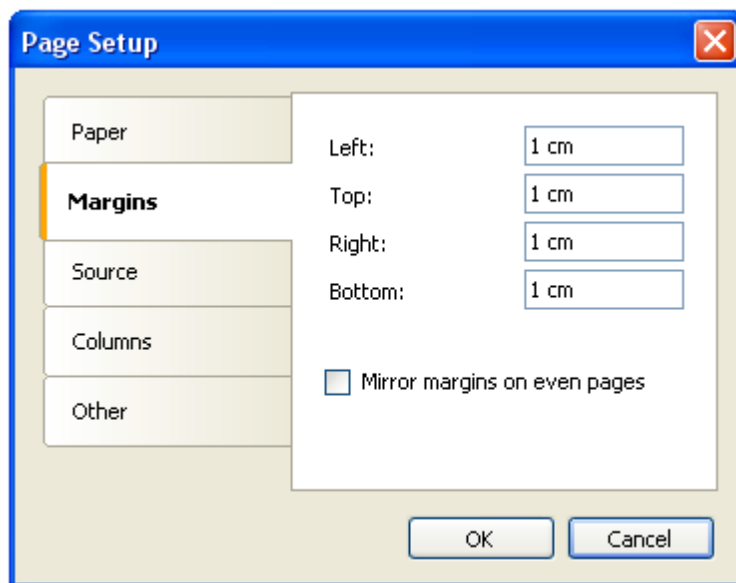 Page Setup
Paper
Margins
Source
Columns
Other
Left: 1 cm
Top: 1 cm
Right: 1 cm
Bottom: 1 cm
Mirror margins on even pages
OK Cancel